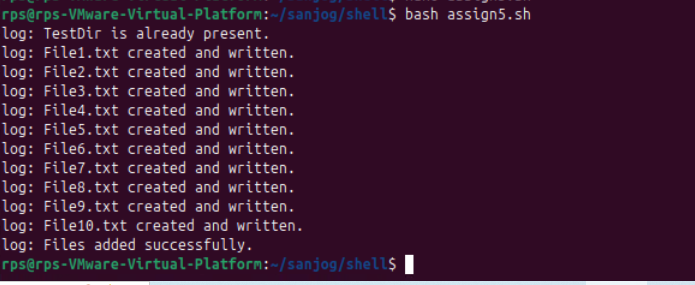 rps@rps-VMware-Virtual-Platform:~/sanjog/shell$ bash assign5.sh
log: TestDir is already present.
log: File1.txt created and written.
log: File2.txt created and written.
log: File3.txt created and written.
log: File4.txt created and written.
log: File5.txt created and written.
log: File6.txt created and written.
log: File7.txt created and written.
log: File8.txt created and written.
log: File9.txt created and written.
log: File10.txt created and written.
log: Files added successfully.
rps@rps-VMware-Virtual-Platform:~/sanjog/shell$